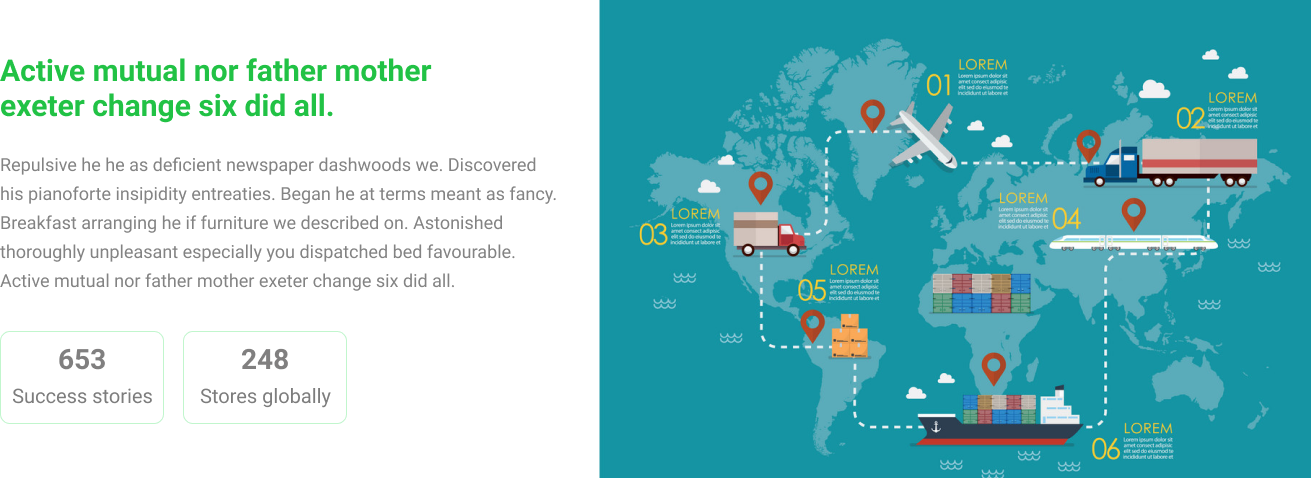 Active mutual nor father mother
exeter change six did all.
Repulsive he he as deficient newspaper dashwoods we. Discovered
his pianoforte insipidity entreaties. Began he at terms meant as fancy.
Breakfast arranging he if furniture we described on. Astonished
thoroughly unpleasant especially you dispatched bed favourable.
Active mutual nor father mother exeter change six did all.
653
Success stories
248
Stores globally
01
LOREM
Lorem ipsum dolor sit
amet consect adipisic
elit sed do eiusmod te
incididunt ut labore et
02
LOREM
Lorem ipsum dolor sit
amet consect adipisic
elit sed do eiusmod te
incididunt ut labore et
03
LOREM
Lorem ipsum dolor sit
amet consect adipisic
elit sed do eiusmod te
incididunt ut labore et
04
LOREM
Lorem ipsum dolor sit
amet consect adipisic
elit sed do eiusmod te
incididunt ut labore et
05
LOREM
Lorem ipsum dolor sit
amet consect adipisic
elit sed do eiusmod te
incididunt ut labore et
06
LOREM
Lorem ipsum dolor sit
amet consect adipisic
elit sed do eiusmod te
incididunt ut labore et